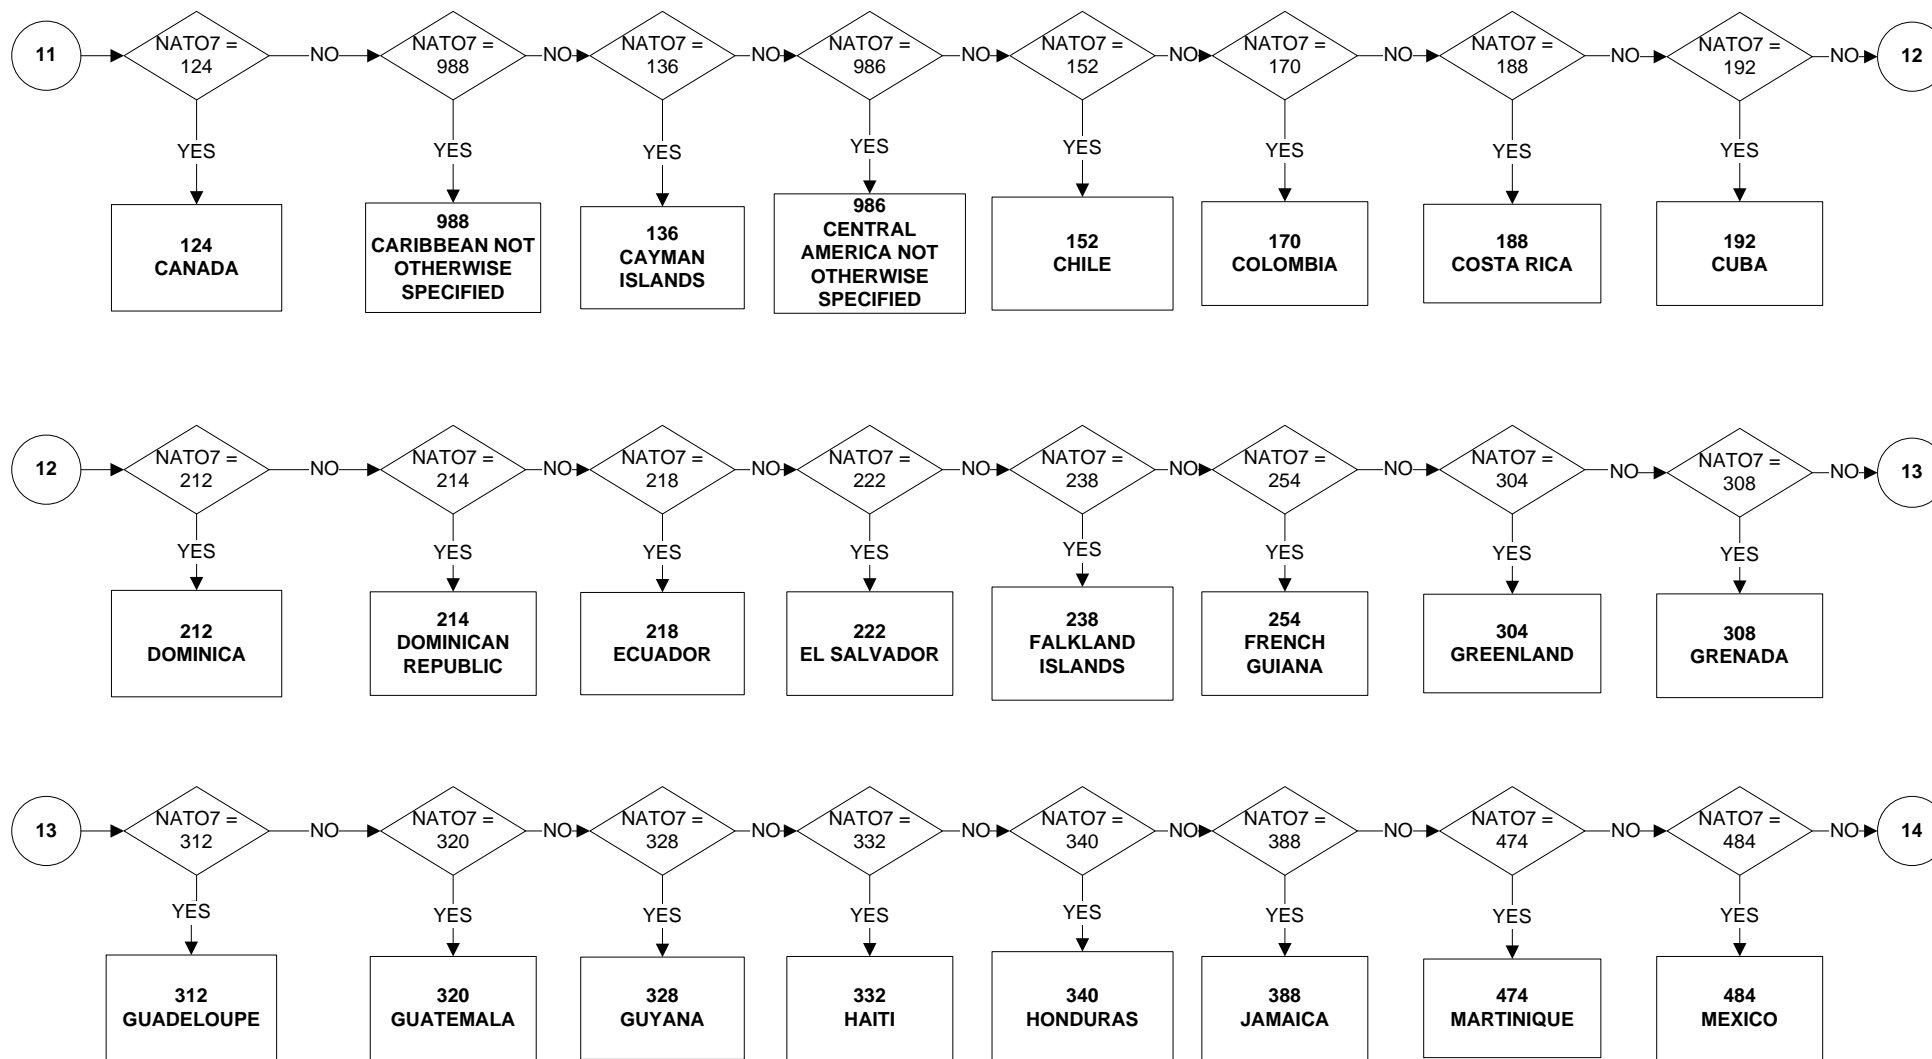 11
NATO7 =
124
NO
NATO7 =
988
NO
NATO7 =
136
NO
NATO7 =
986
NO
NATO7 =
152
NO
NATO7 =
170
NO
NATO7 =
188
NO
NATO7 =
192
NO
12
YES
YES
YES
YES
YES
YES
YES
YES
124
CANADA
988
CARIBBEAN NOT
OTHERWISE
SPECIFIED
136
CAYMAN
ISLANDS
986
CENTRAL
AMERICA NOT
OTHERWISE
SPECIFIED
152
CHILE
170
COLOMBIA
188
COSTA RICA
192
CUBA
12
NATO7 =
212
NO
NATO7 =
214
NO
NATO7 =
218
NO
NATO7 =
222
NO
NATO7 =
238
NO
NATO7 =
254
NO
NATO7 =
304
NO
NATO7 =
308
NO
13
YES
YES
YES
YES
YES
YES
YES
YES
212
DOMINICA
214
DOMINICAN
REPUBLIC
218
ECUADOR
222
EL SALVADOR
238
FALKLAND
ISLANDS
254
FRENCH
GUIANA
304
GREENLAND
308
GRENADA
13
NATO7 =
312
NO
NATO7 =
320
NO
NATO7 =
328
NO
NATO7 =
332
NO
NATO7 =
340
NO
NATO7 =
388
NO
NATO7 =
474
NO
NATO7 =
484
NO
14
YES
YES
YES
YES
YES
YES
YES
YES
312
GUADELOUPE
320
GUATEMALA
328
GUYANA
332
HAITI
340
HONDURAS
388
JAMAICA
474
MARTINIQUE
484
MEXICO